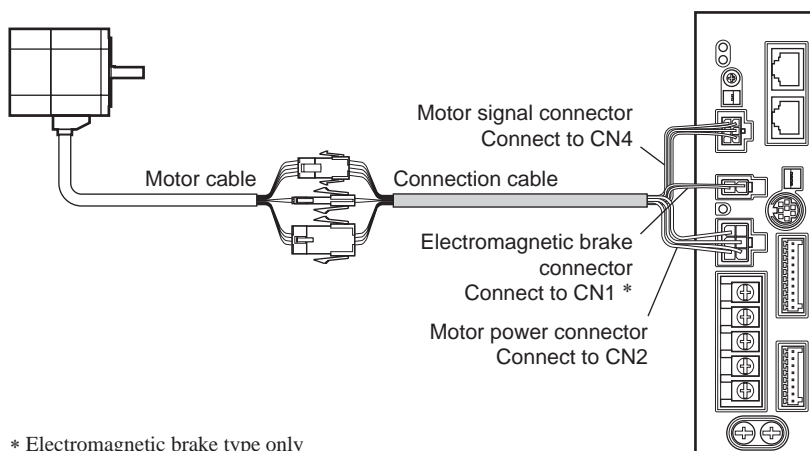 Motor signal connector
Connect to CN4
Motor cable
Connection cable
Electromagnetic brake
connector
Connect to CN1 *
Motor power connector
Connect to CN2
* Electromagnetic brake type only